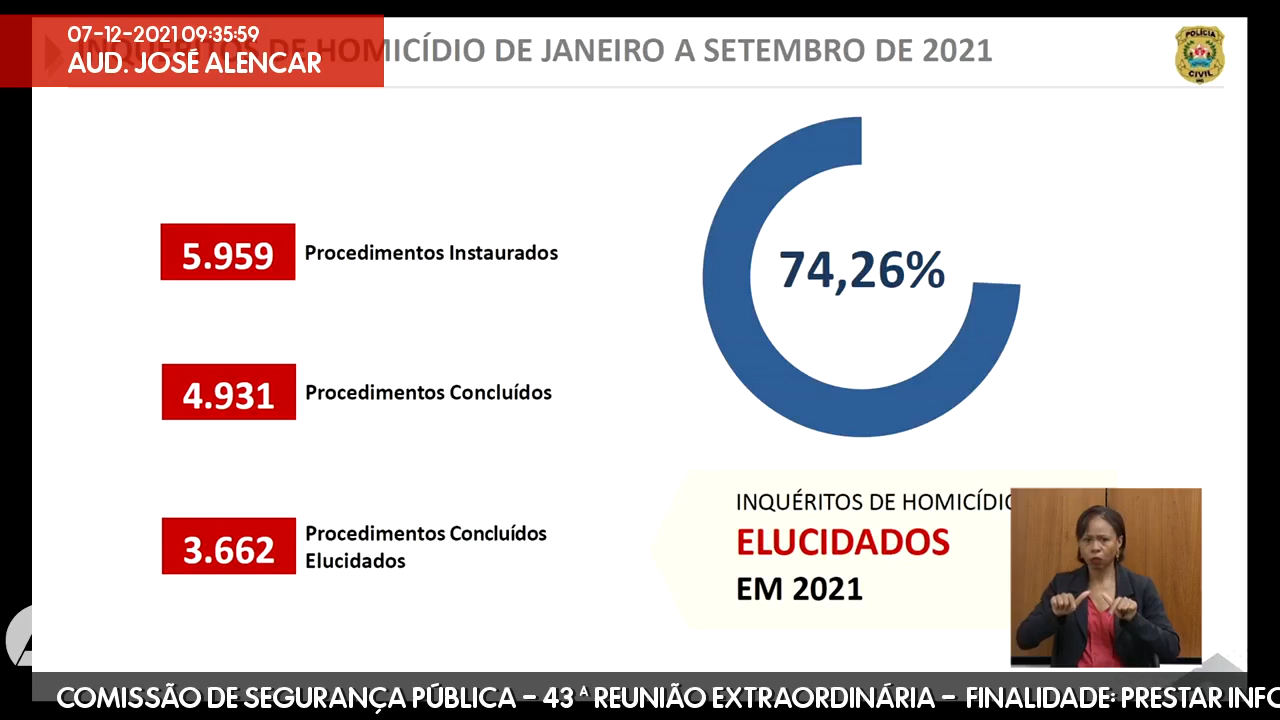 07-12-2021 09:35:59
AUD. JOSÉ ALENCAR
HOMICÍDIO DE JANEIRO A SETEMBRO DE 2021
POLÍCIA
CIVIL
5.959
Procedimentos Instaurados
74,26%
4.931
Procedimentos Concluídos
3.662
Procedimentos Concluídos
Elucidados
INQUÉRITOS DE HOMICÍDIO
ELUCIDADOS
EM 2021
COMISSÃO DE SEGURANÇA PÚBLICA - 43ª REUNIÃO EXTRAORDINÁRIA - FINALIDADE: PRESTAR INFO